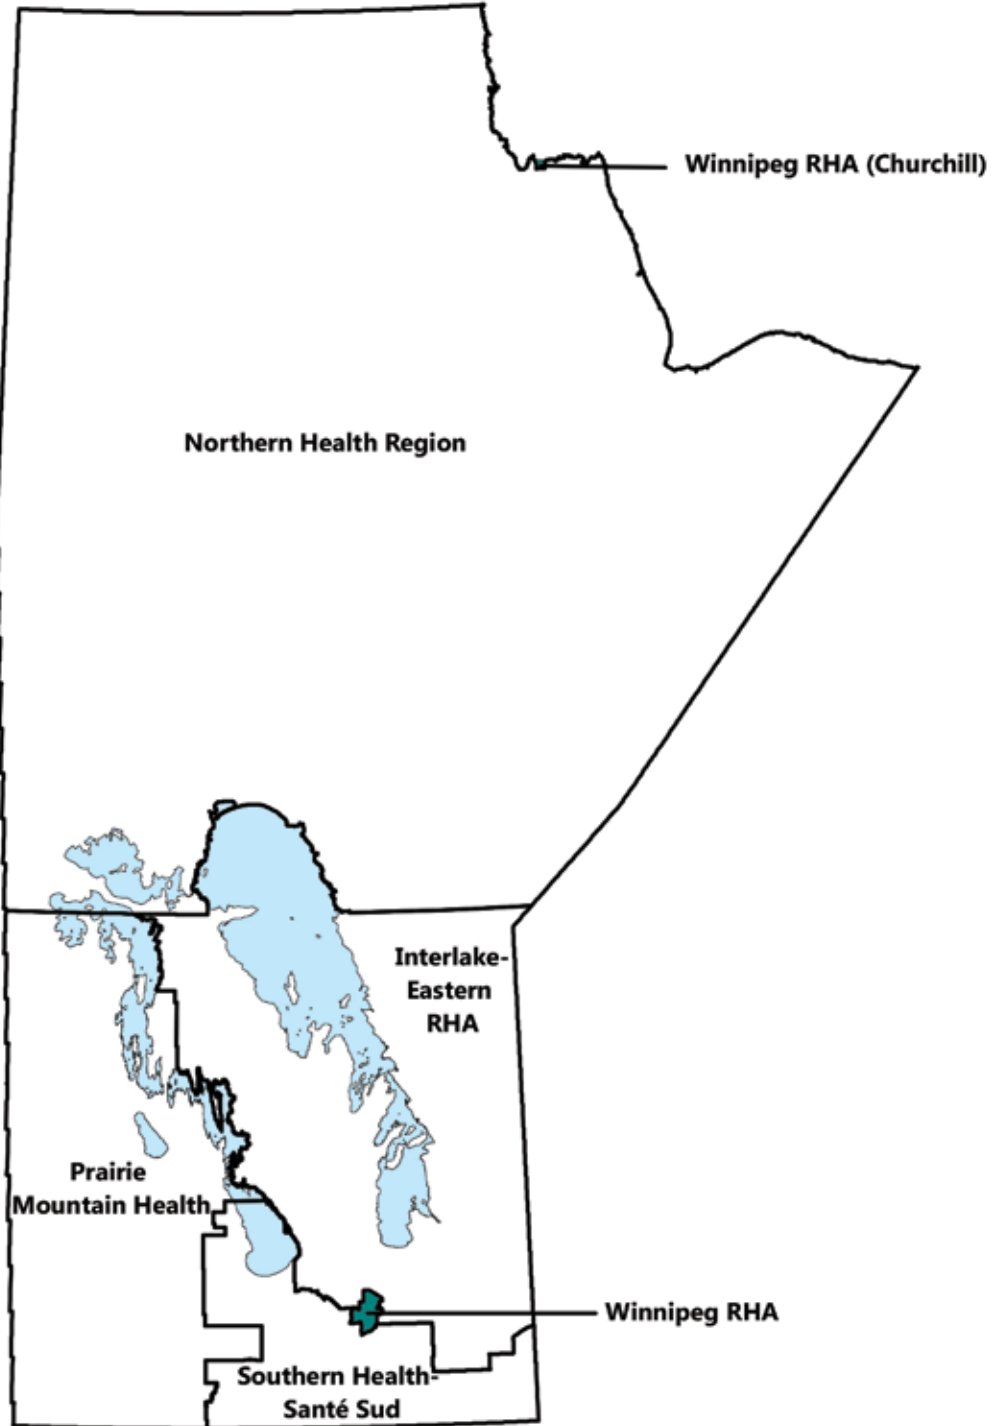 Winnipeg RHA (Churchill)
Northern Health Region
Interlake-
Eastern
RHA
Prairie
Mountain Health
Winnipeg RHA
Southern Health-
Santé Sud